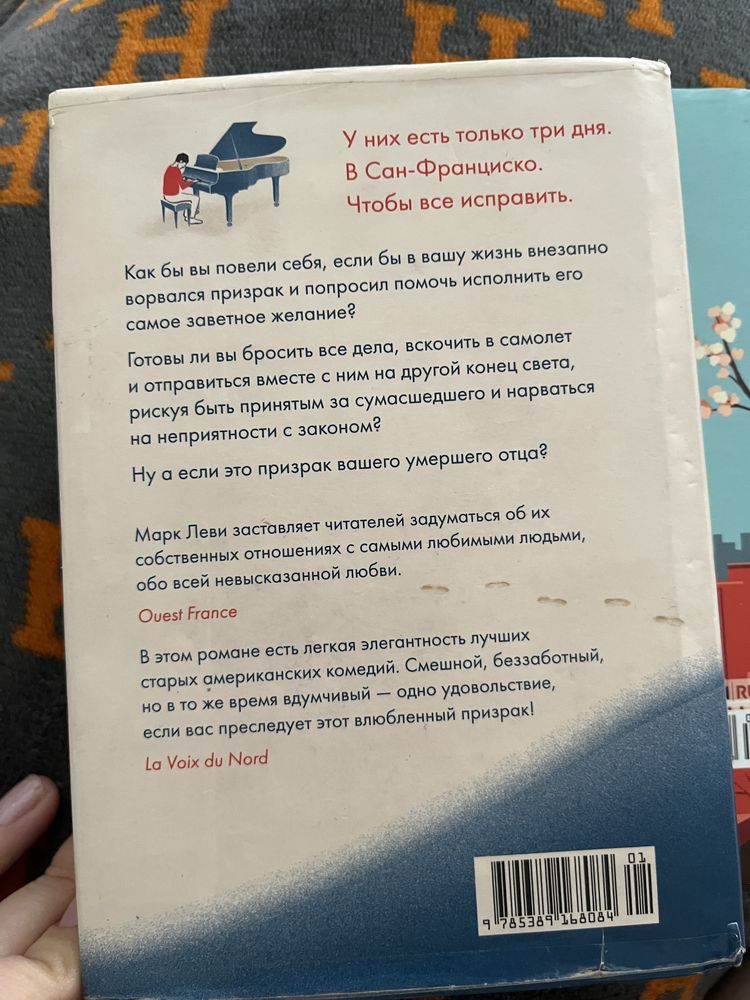 У них есть только три дня.
В Сан-Франциско.
Чтобы все исправить.
Как бы вы повели себя, если бы в вашу жизнь внезапно
ворвался призрак и попросил помочь исполнить его
самое заветное желание?
Готовы ли вы бросить все дела, вскочить в самолет
и отправиться вместе с ним на другой конец света,
рискуя быть принятым за сумасшедшего и нарваться
на неприятности с законом?
Ну а если это призрак вашего умершего отца?
Марк Леви заставляет читателей задуматься об их
собственных отношениях с самыми любимыми людьми,
обо всей невысказанной любви.
Ouest France
В этом романе есть легкая элегантность лучших
старых американских комедий. Смешной, беззаботный,
но в то же время вдумчивый — одно удовольствие,
если вас преследует этот влюбленный призрак!
La Voix du Nord
01
9 785389 168084